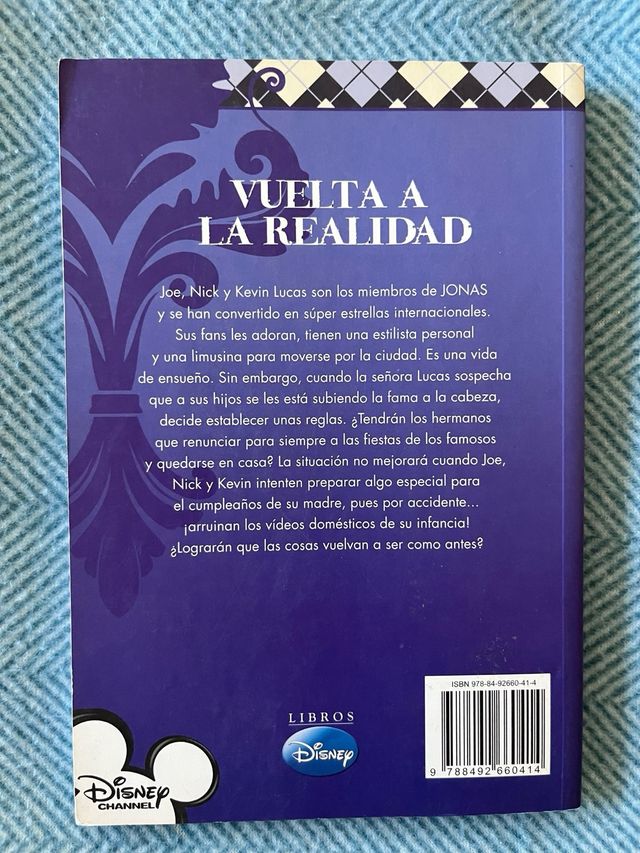 VUELTA A
LA REALIDAD
Joe, Nick y Kevin Lucas son los miembros de JONAS
y se han convertido en súper estrellas internacionales.
Sus fans les adoran, tienen una estilista personal
y una limusina para moverse por la ciudad. Es una vida
de ensueño. Sin embargo, cuando la señora Lucas sospecha
que a sus hijos se les está subiendo la fama a la cabeza,
decide establecer unas reglas. ¿Tendrán los hermanos
que renunciar para siempre a las fiestas de los famosos
y quedarse en casa? La situación no mejorará cuando Joe,
Nick y Kevin intenten preparar algo especial para
el cumpleaños de su madre, pues por accidente...
¡arruinan los vídeos domésticos de su infancia!
¿Lograrán que las cosas vuelvan a ser como antes?
ISBN 978-84-92660-41-4
9 788492 660414
LIBROS
DISNEY
DISNEY
CHANNEL